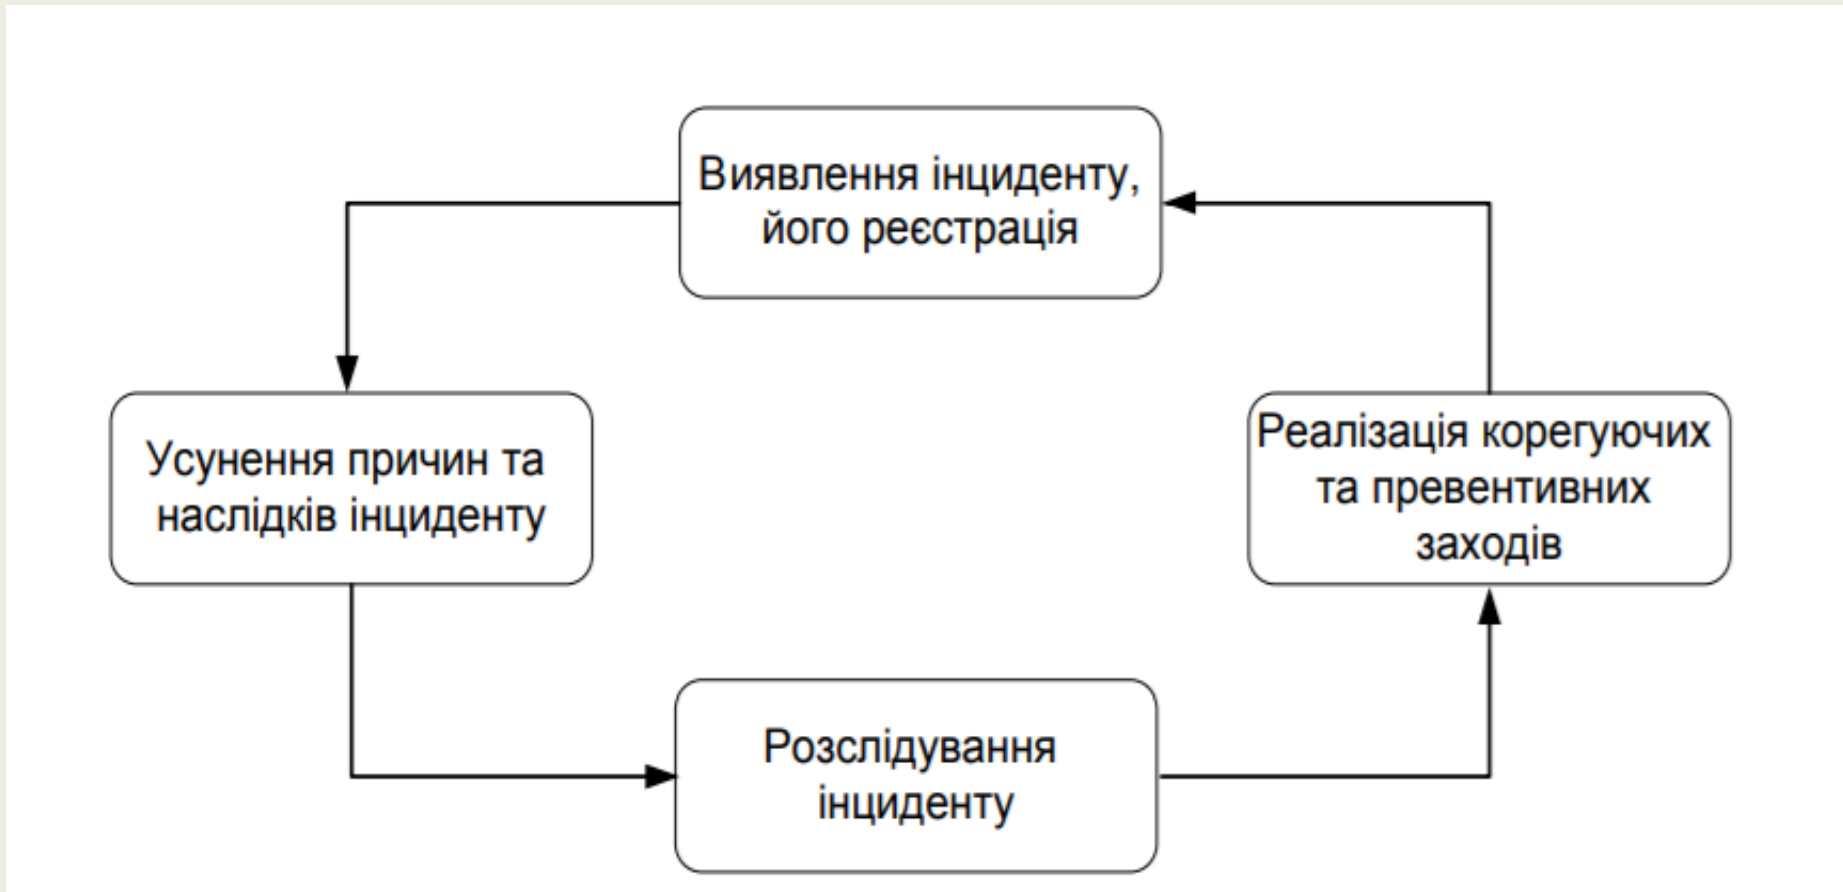 Виявлення інциденту,
його реєстрація
Усунення причин та
наслідків інциденту
Реалізація корегуючих
та превентивних
заходів
Розслідування
інциденту